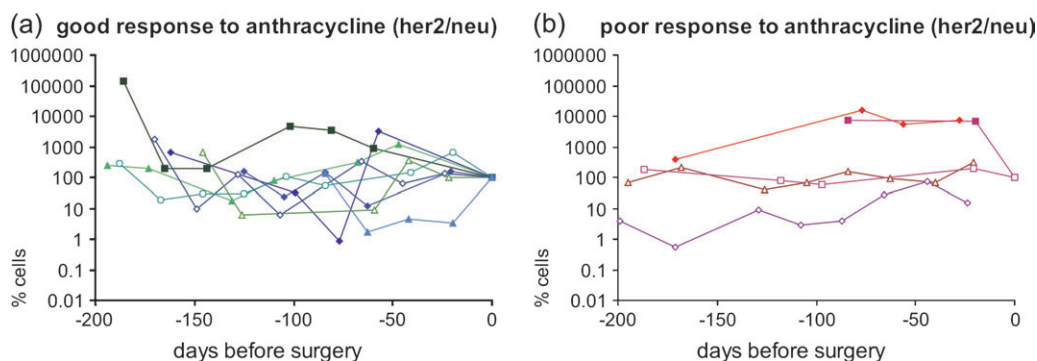 (a) good response to anthracycline (her2/neu)
1000000
100000
10000
1000
100
10
1
0.1
0.01
% cells
-200 -150 -100 -50 0
days before surgery
(b) poor response to anthracycline (her2/neu)
1000000
100000
10000
1000
100
10
1
0.1
0.01
% cells
-200 -150 -100 -50 0
days before surgery